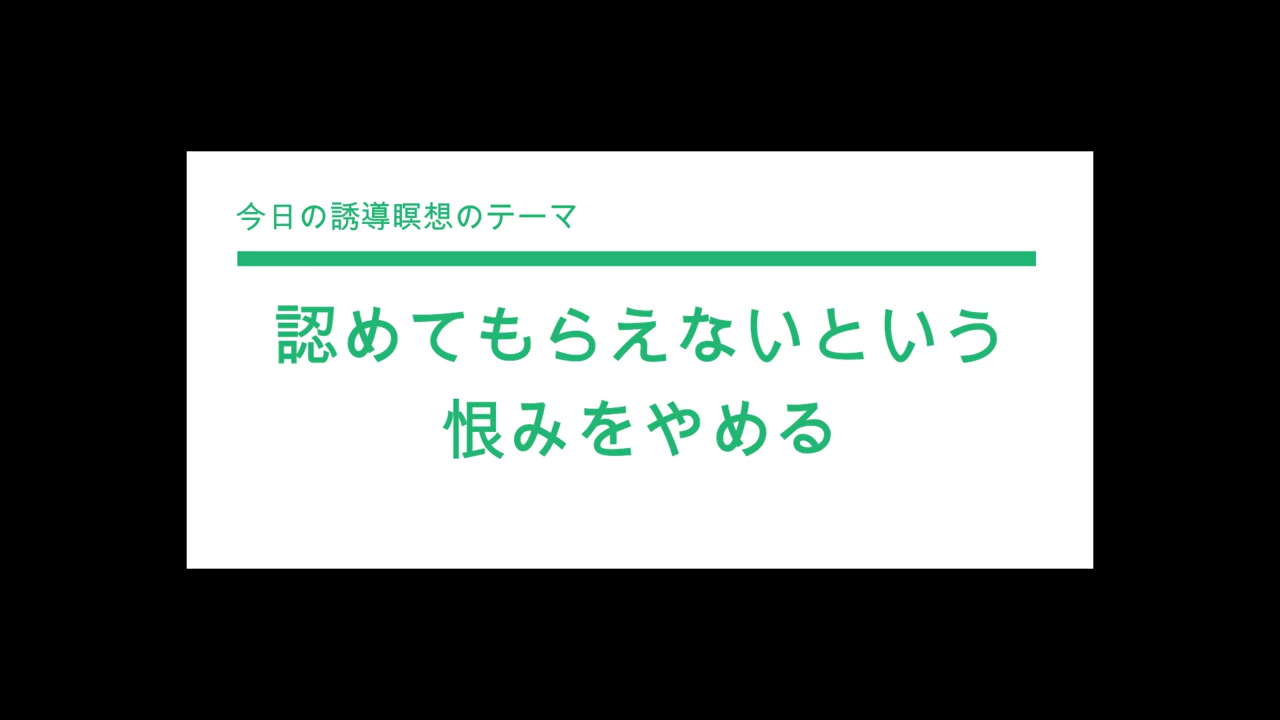 今日の誘導瞑想のテーマ
認めてもらえないという
恨みをやめる